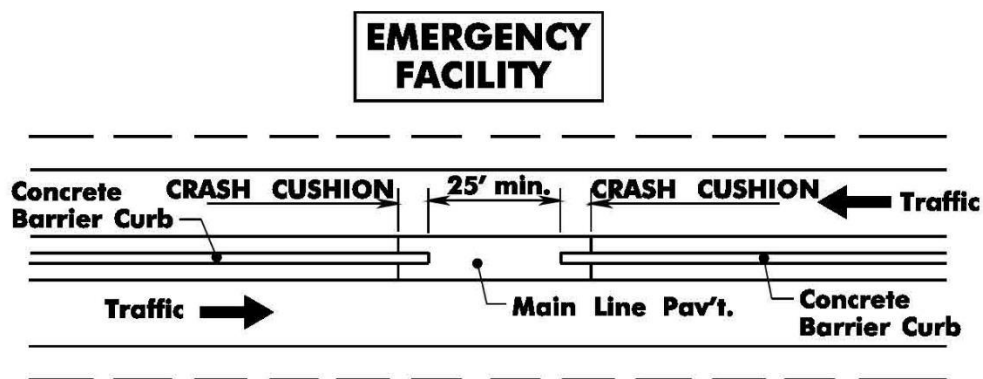 EMERGENCY
FACILITY
Concrete
Barrier Curb
CRASH CUSHION
25' min.
CRASH CUSHION
Traffic
Traffic
Main Line Pav't.
Concrete
Barrier Curb